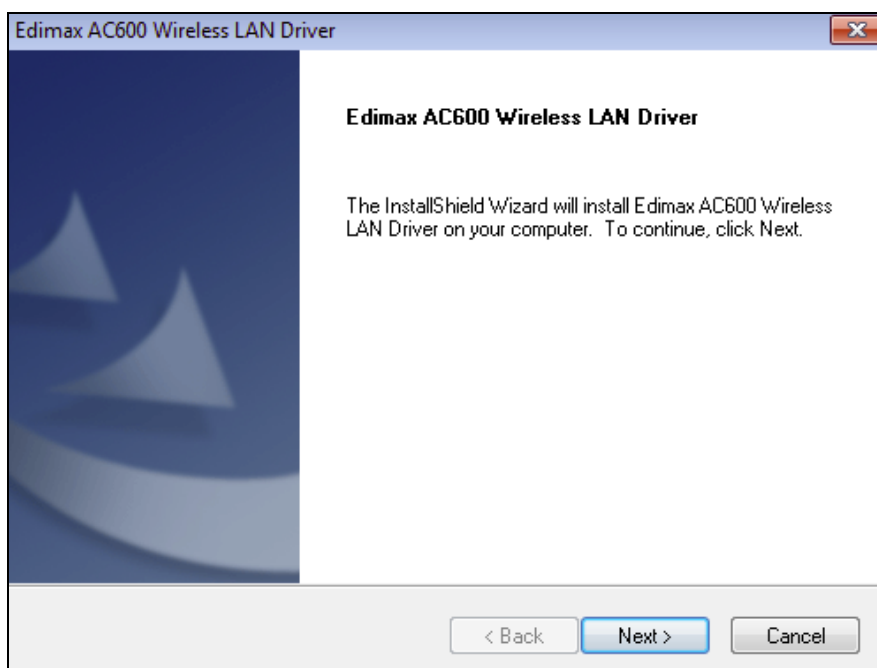 Edimax AC600 Wireless LAN Driver
Edimax AC600 Wireless LAN Driver
The InstallShield Wizard will install Edimax AC600 Wireless
LAN Driver on your computer. To continue, click Next.
< Back Next > Cancel